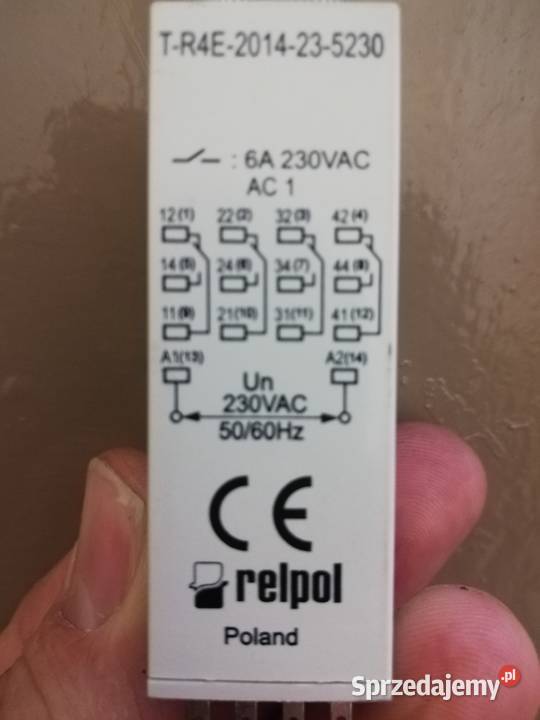 T-R4E-2014-23-5230
: 6A 230VAC
AC 1
12(1) 22(2) 32(3) 42(4)
14(5) 24(6) 34(7) 44(8)
11(9) 21(10) 31(11) 41(12)
A1(13) A2(14)
Un
230VAC
50/60Hz
CE
relpol
Poland
Sprzedajemy.pl